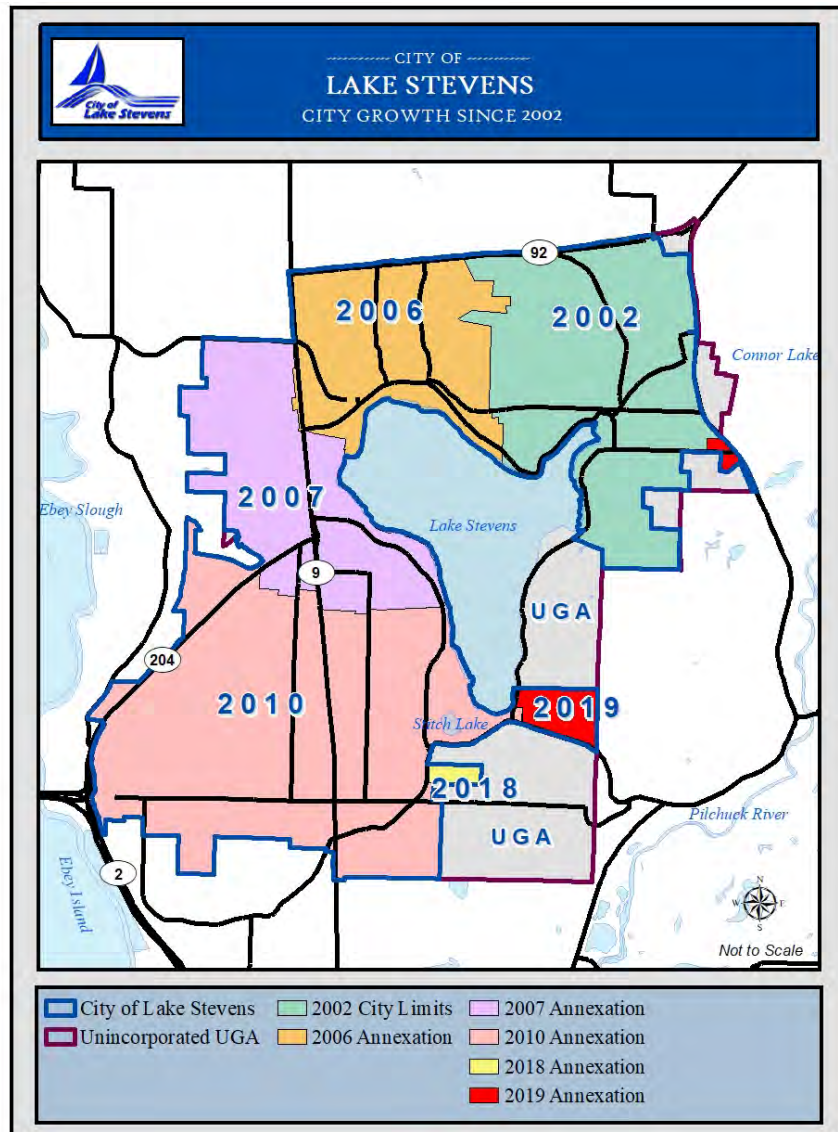 CITY OF
LAKE STEVENS
CITY GROWTH SINCE 2002
City of
Lake Stevens
92
2006
2002
Connor Lake
2007
Ebey Slough
Lake Stevens
9
UGA
204
2010
2019
Stitch Lake
2018
Pilchuck River
UGA
2
Ebey Island
N
W
E
S
Not to Scale
City of Lake Stevens
2002 City Limits
2007 Annexation
Unincorporated UGA
2006 Annexation
2010 Annexation
2018 Annexation
2019 Annexation